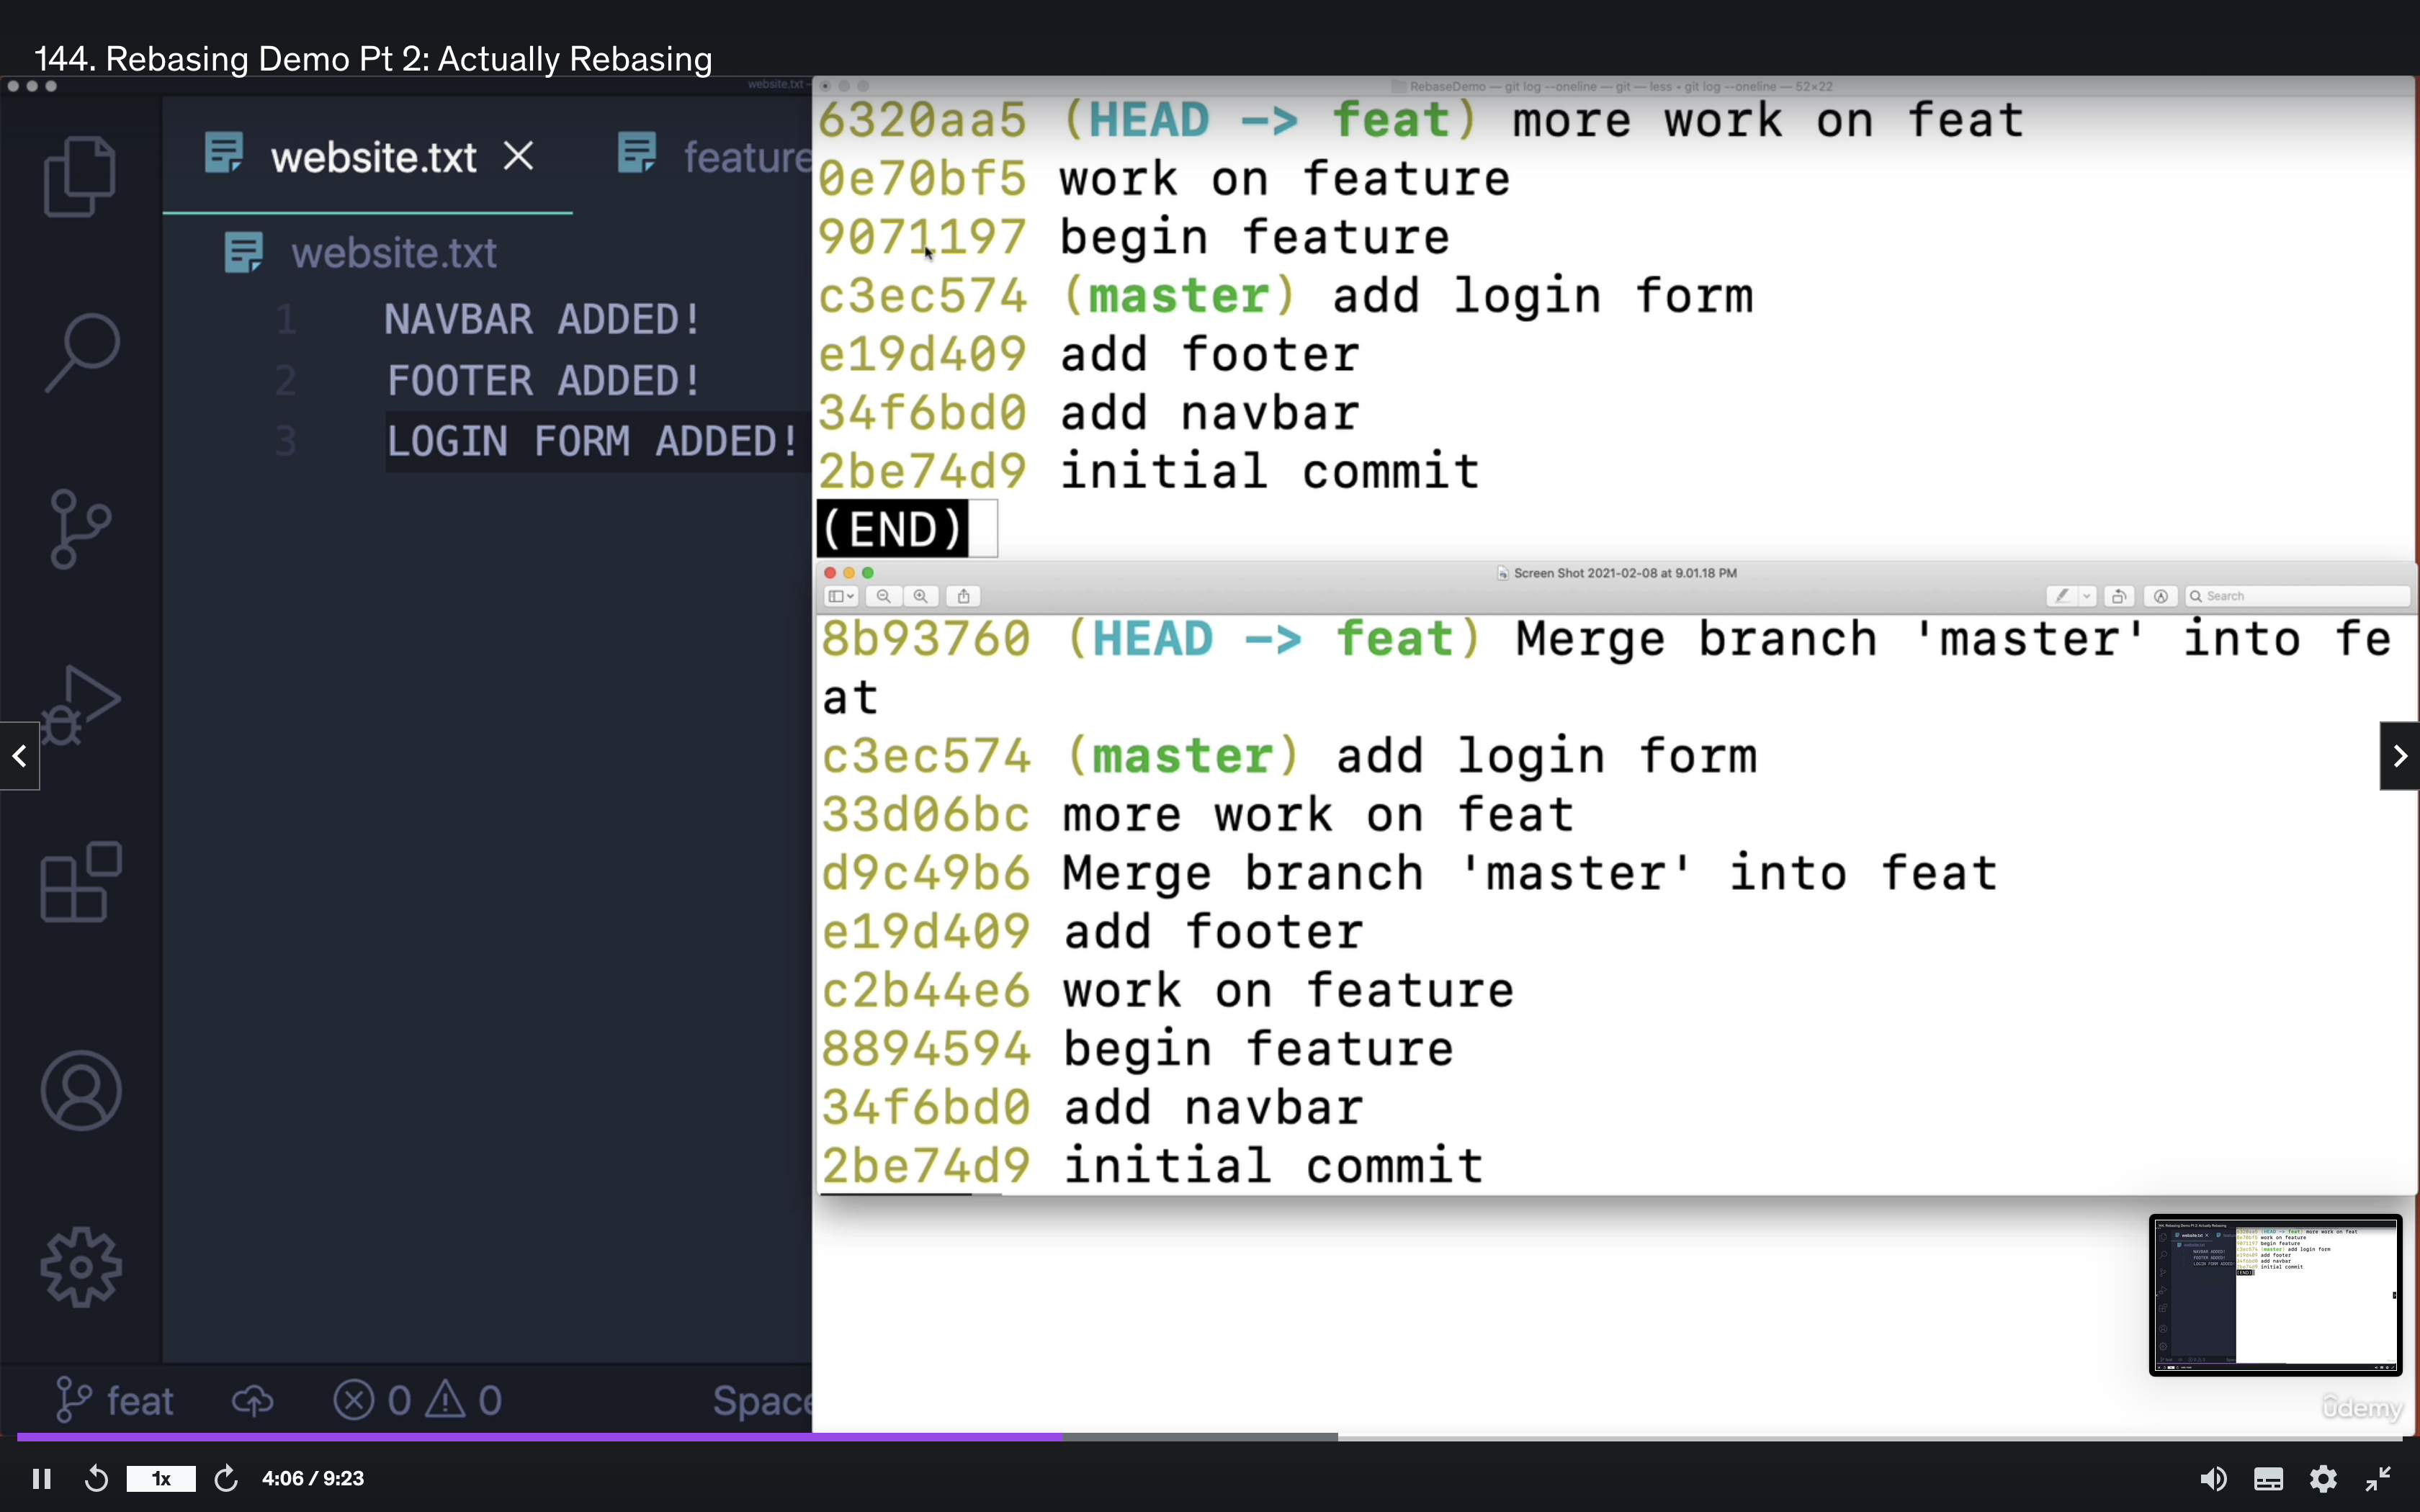 144. Rebasing Demo Pt 2: Actually Rebasing
website.txt —
RebaseDemo — git log --oneline — git — less • git log --oneline — 52×22
website.txt
feature
website.txt
1 NAVBAR ADDED!
2 FOOTER ADDED!
3 LOGIN FORM ADDED!
6320aa5 (HEAD -> feat) more work on feat
0e70bf5 work on feature
9071197 begin feature
c3ec574 (master) add login form
e19d409 add footer
34f6bd0 add navbar
2be74d9 initial commit
(END)
Screen Shot 2021-02-08 at 9.01.18 PM
Search
8b93760 (HEAD -> feat) Merge branch 'master' into fe
at
c3ec574 (master) add login form
33d06bc more work on feat
d9c49b6 Merge branch 'master' into feat
e19d409 add footer
c2b44e6 work on feature
8894594 begin feature
34f6bd0 add navbar
2be74d9 initial commit
feat
0
0
Space
udemy
1x
4:06 / 9:23